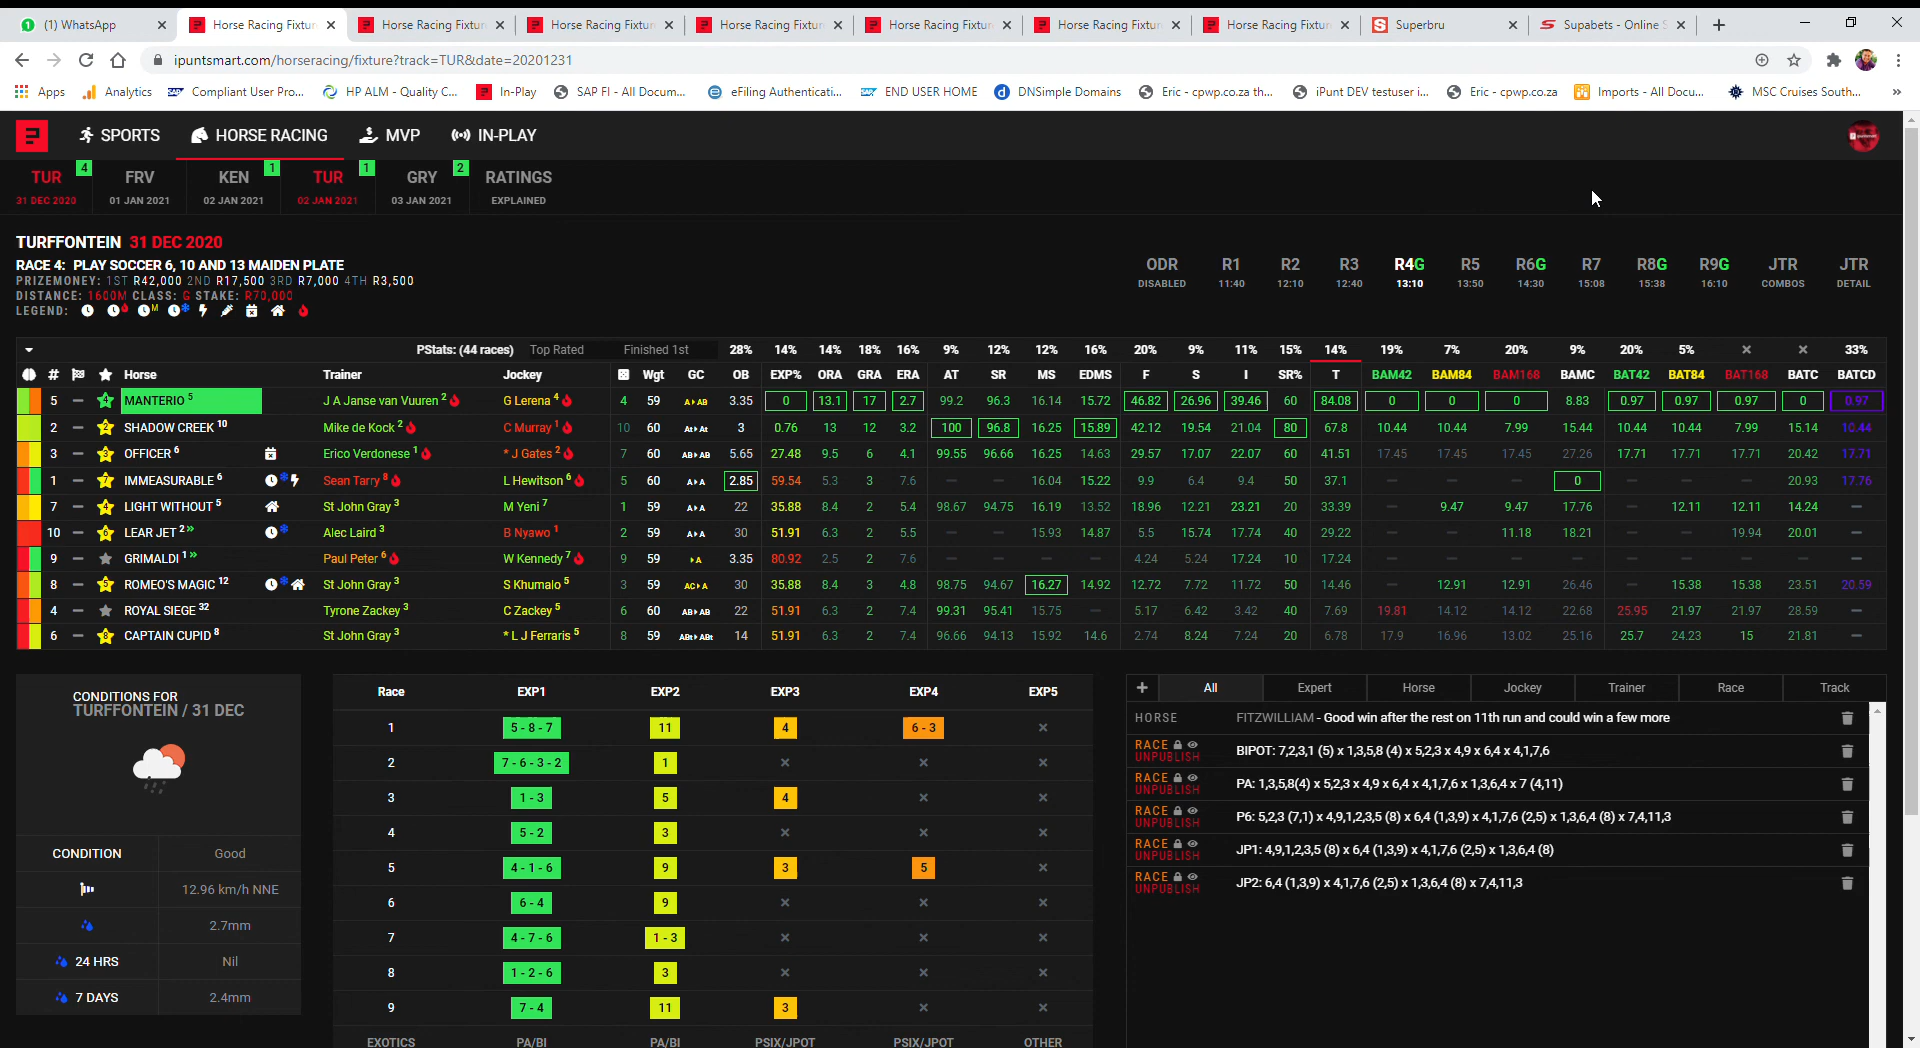 (1) WhatsApp
Horse Racing Fixtur
Horse Racing Fixtur
Horse Racing Fixtur
Horse Racing Fixtur
Horse Racing Fixtur
Horse Racing Fixtur
Horse Racing Fixtur
Superbru
Supabets - Online S
ipuntsmart.com/horseracing/fixture?track=TUR&date=20201231
Apps
Analytics
Compliant User Pro...
HP ALM - Quality C...
In-Play
SAP FI - All Docum...
eFiling Authenticati...
END USER HOME
DNSimple Domains
Eric - cpwp.co.za th...
iPunt DEV testuser i...
Eric - cpwp.co.za
Imports - All Docu...
MSC Cruises South...
SPORTS HORSE RACING MVP IN-PLAY
TUR 4 FRV KEN 1 TUR 1 GRY 2 RATINGS
31 DEC 2020 01 JAN 2021 02 JAN 2021 02 JAN 2021 03 JAN 2021 EXPLAINED
TURFFONTEIN 31 DEC 2020
RACE 4: PLAY SOCCER 6, 10 AND 13 MAIDEN PLATE
PRIZEMONEY: 1ST R42,000 2ND R17,500 3RD R7,000 4TH R3,500
DISTANCE: 1600M CLASS: G STAKE: R70,000
LEGEND: M
ODR R1 R2 R3 R4G R5 R6G R7 R8G R9G JTR JTR
DISABLED 11:40 12:10 12:40 13:10 13:50 14:30 15:08 15:38 16:10 COMBOS DETAIL
PStats: (44 races) Top Rated Finished 1st 28% 14% 14% 18% 16% 9% 12% 12% 16% 20% 9% 11% 15% 14% 19% 7% 20% 9% 20% 5% × × 33%
# Horse Trainer Jockey Wgt GC OB EXP% ORA GRA ERA AT SR MS EDMS F S I SR% T BAM42 BAM84 BAM168 BAMC BAT42 BAT84 BAT168 BATC BATCD
5 – 4 MANTERIO 5 J A Janse van Vuuren 2 G Lerena 4 4 59 A▸AB 3.35 0 13.1 17 2.7 99.2 96.3 16.14 15.72 46.82 26.96 39.46 60 84.08 0 0 0 8.83 0.97 0.97 0.97 0 0.97
2 – 2 SHADOW CREEK 10 Mike de Kock 2 C Murray 1 10 60 At▸At 3 0.76 13 12 3.2 100 96.8 16.25 15.89 42.12 19.54 21.04 80 67.8 10.44 10.44 7.99 15.44 10.44 10.44 7.99 15.14 10.44
3 – 3 OFFICER 6 Erico Verdonese 1 * J Gates 2 7 60 AB▸AB 5.65 27.48 9.5 6 4.1 99.55 96.66 16.25 14.63 29.57 17.07 22.07 60 41.51 17.45 17.45 17.45 27.26 17.71 17.71 17.71 20.42 17.71
1 – 7 IMMEASURABLE 6 Sean Tarry 8 L Hewitson 6 5 60 A▸A 2.85 59.54 5.3 3 7.6 – – 16.04 15.22 9.9 6.4 9.4 50 37.1 – – – 0 – – – 20.93 17.76
7 – 4 LIGHT WITHOUT 5 St John Gray 3 M Yeni 7 1 59 A▸A 22 35.88 8.4 2 5.4 98.67 94.75 16.19 13.52 18.96 12.21 23.21 20 33.39 – 9.47 9.47 17.76 – 12.11 12.11 14.24 –
10 – 6 LEAR JET 2 » Alec Laird 3 B Nyawo 1 2 59 A▸A 30 51.91 6.3 2 5.5 – – 15.93 14.87 5.5 15.74 17.74 40 29.22 – – 11.18 18.21 – – 19.94 20.01 –
9 – GRIMALDI 1 » Paul Peter 6 W Kennedy 7 9 59 ▸A 3.35 80.92 2.5 2 7.6 – – – – 4.24 5.24 17.24 10 17.24 – – – – – – – – –
8 – 5 ROMEO'S MAGIC 12 St John Gray 3 S Khumalo 5 3 59 AC▸A 30 35.88 8.4 3 4.8 98.75 94.67 16.27 14.92 12.72 7.72 11.72 50 14.46 – 12.91 12.91 26.46 – 15.38 15.38 23.51 20.59
4 – ROYAL SIEGE 32 Tyrone Zackey 3 C Zackey 5 6 60 AB▸AB 22 51.91 6.3 2 7.4 99.31 95.41 15.75 – 5.17 6.42 3.42 40 7.69 19.81 14.12 14.12 22.68 25.95 21.97 21.97 28.59 –
6 – 8 CAPTAIN CUPID 8 St John Gray 3 * L J Ferraris 5 8 59 ABt▸ABt 14 51.91 6.3 2 7.4 96.66 94.13 15.92 14.6 2.74 8.24 7.24 20 6.78 17.9 16.96 13.02 25.16 25.7 24.23 15 21.81 –
CONDITIONS FOR
TURFFONTEIN / 31 DEC
CONDITION Good
12.96 km/h NNE
2.7mm
24 HRS Nil
7 DAYS 2.4mm
Race EXP1 EXP2 EXP3 EXP4 EXP5
1 5 - 8 - 7 11 4 6 - 3 ×
2 7 - 6 - 3 - 2 1 × × ×
3 1 - 3 5 4 × ×
4 5 - 2 3 × × ×
5 4 - 1 - 6 9 3 5 ×
6 6 - 4 9 × × ×
7 4 - 7 - 6 1 - 3 × × ×
8 1 - 2 - 6 3 × × ×
9 7 - 4 11 3 × ×
EXOTICS PA/BI PA/BI PSIX/JPOT PSIX/JPOT OTHER
+ All Expert Horse Jockey Trainer Race Track
HORSE FITZWILLIAM - Good win after the rest on 11th run and could win a few more
RACE UNPUBLISH BIPOT: 7,2,3,1 (5) x 1,3,5,8 (4) x 5,2,3 x 4,9 x 6,4 x 4,1,7,6
RACE UNPUBLISH PA: 1,3,5,8(4) x 5,2,3 x 4,9 x 6,4 x 4,1,7,6 x 1,3,6,4 x 7 (4,11)
RACE UNPUBLISH P6: 5,2,3 (7,1) x 4,9,1,2,3,5 (8) x 6,4 (1,3,9) x 4,1,7,6 (2,5) x 1,3,6,4 (8) x 7,4,11,3
RACE UNPUBLISH JP1: 4,9,1,2,3,5 (8) x 6,4 (1,3,9) x 4,1,7,6 (2,5) x 1,3,6,4 (8)
RACE UNPUBLISH JP2: 6,4 (1,3,9) x 4,1,7,6 (2,5) x 1,3,6,4 (8) x 7,4,11,3